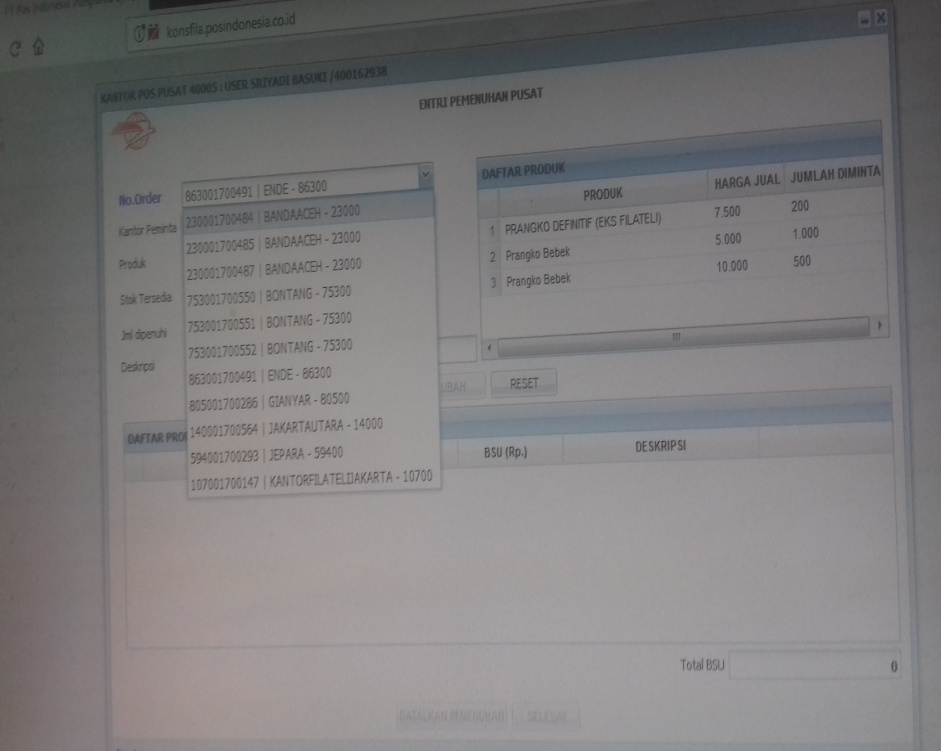 konsfila.posindonesia.co.id
KANTOR POS PUSAT 40005 : USER SRIYADI BASUKI /400162938
ENTRI PEMENUHAN PUSAT
No.Order
863001700491 | ENDE - 86300
230001700484 | BANDAACEH - 23000
230001700485 | BANDAACEH - 23000
230001700487 | BANDAACEH - 23000
753001700550 | BONTANG - 75300
753001700551 | BONTANG - 75300
753001700552 | BONTANG - 75300
863001700491 | ENDE - 86300
805001700286 | GIANYAR - 80500
140001700564 | JAKARTAUTARA - 14000
594001700293 | JEPARA - 59400
107001700147 | KANTORFILATELIJAKARTA - 10700
Kantor Peminta
Produk
Stok Tersedia
Jml dipenuhi
Deskripsi
DAFTAR PRODUK
PRODUK HARGA JUAL JUMLAH DIMINTA
1 PRANGKO DEFINITIF (EKS FILATELI) 7.500 200
2 Prangko Bebek 5.000 1.000
3 Prangko Bebek 10.000 500
UBAH RESET
DAFTAR PRO
BSU (Rp.) DESKRIPSI
Total BSU 0
BATALKAN PEMENUHAN SELESAI